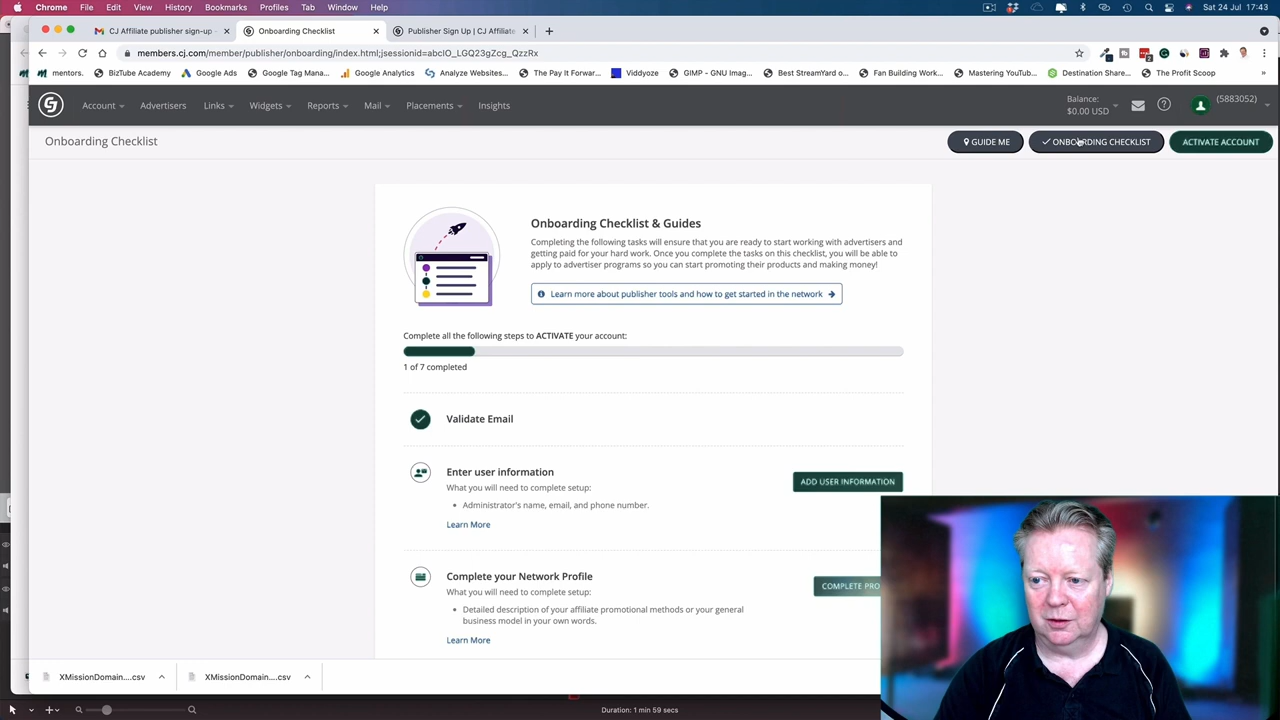 Chrome File Edit View History Bookmarks Profiles Tab Window Help Sat 24 Jul 17:43
CJ Affiliate publisher sign-up - Onboarding Checklist Publisher Sign Up | CJ Affiliate
members.cj.com/member/publisher/onboarding/index.html;jsessionid=abcIO_LGQ23gZcg_QzzRx
mentors. BizTube Academy Google Ads Google Tag Mana... Google Analytics Analyze Websites... The Pay It Forwar... Viddyoze GIMP - GNU Imag... Best StreamYard o... Fan Building Work... Mastering YouTub... Destination Share... The Profit Scoop »
Account Advertisers Links Widgets Reports Mail Placements Insights Balance: $0.00 USD (5883052)
Onboarding Checklist GUIDE ME ONBOARDING CHECKLIST ACTIVATE ACCOUNT
Onboarding Checklist & Guides
Completing the following tasks will ensure that you are ready to start working with advertisers and
getting paid for your hard work. Once you complete the tasks on this checklist, you will be able to
apply to advertiser programs so you can start promoting their products and making money!
Learn more about publisher tools and how to get started in the network
Complete all the following steps to ACTIVATE your account:
1 of 7 completed
Validate Email
Enter user information
ADD USER INFORMATION
What you will need to complete setup:
• Administrator's name, email, and phone number.
Learn More
Complete your Network Profile
COMPLETE PRO
What you will need to complete setup:
• Detailed description of your affiliate promotional methods or your general
business model in your own words.
Learn More
XMissionDomain....csv XMissionDomain....csv
Duration: 1 min 59 secs